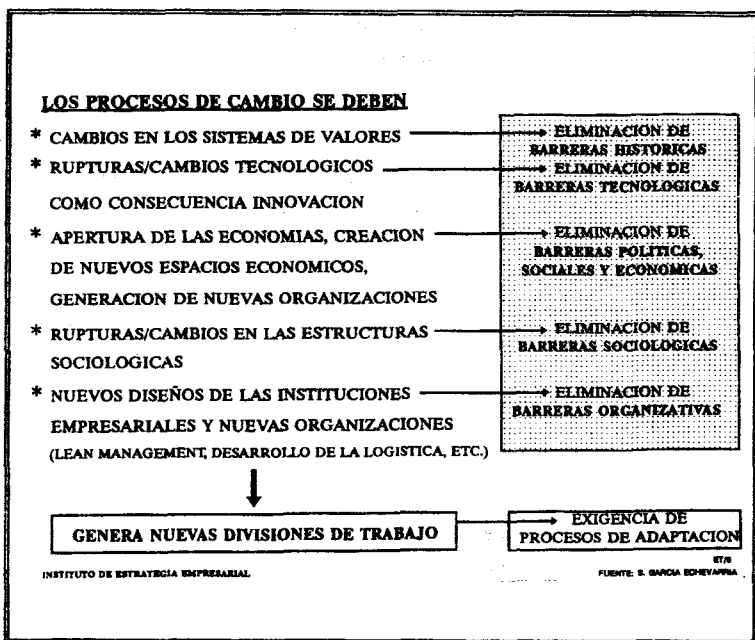 LOS PROCESOS DE CAMBIO SE DEBEN
* CAMBIOS EN LOS SISTEMAS DE VALORES
ELIMINACION DE
BARRERAS HISTORICAS
* RUPTURAS/CAMBIOS TECNOLOGICOS
COMO CONSECUENCIA INNOVACION
ELIMINACION DE
BARRERAS TECNOLOGICAS
* APERTURA DE LAS ECONOMIAS, CREACION
DE NUEVOS ESPACIOS ECONOMICOS,
GENERACION DE NUEVAS ORGANIZACIONES
ELIMINACION DE
BARRERAS POLITICAS,
SOCIALES Y ECONOMICAS
* RUPTURAS/CAMBIOS EN LAS ESTRUCTURAS
SOCIOLOGICAS
ELIMINACION DE
BARRERAS SOCIOLOGICAS
* NUEVOS DISEÑOS DE LAS INSTITUCIONES
EMPRESARIALES Y NUEVAS ORGANIZACIONES
(LEAN MANAGEMENT, DESARROLLO DE LA LOGISTICA, ETC.)
ELIMINACION DE
BARRERAS ORGANIZATIVAS
GENERA NUEVAS DIVISIONES DE TRABAJO
EXIGENCIA DE
PROCESOS DE ADAPTACION
INSTITUTO DE ESTRATEGIA EMPRESARIAL
FUENTE: S. GARCIA ECHEVARRIA